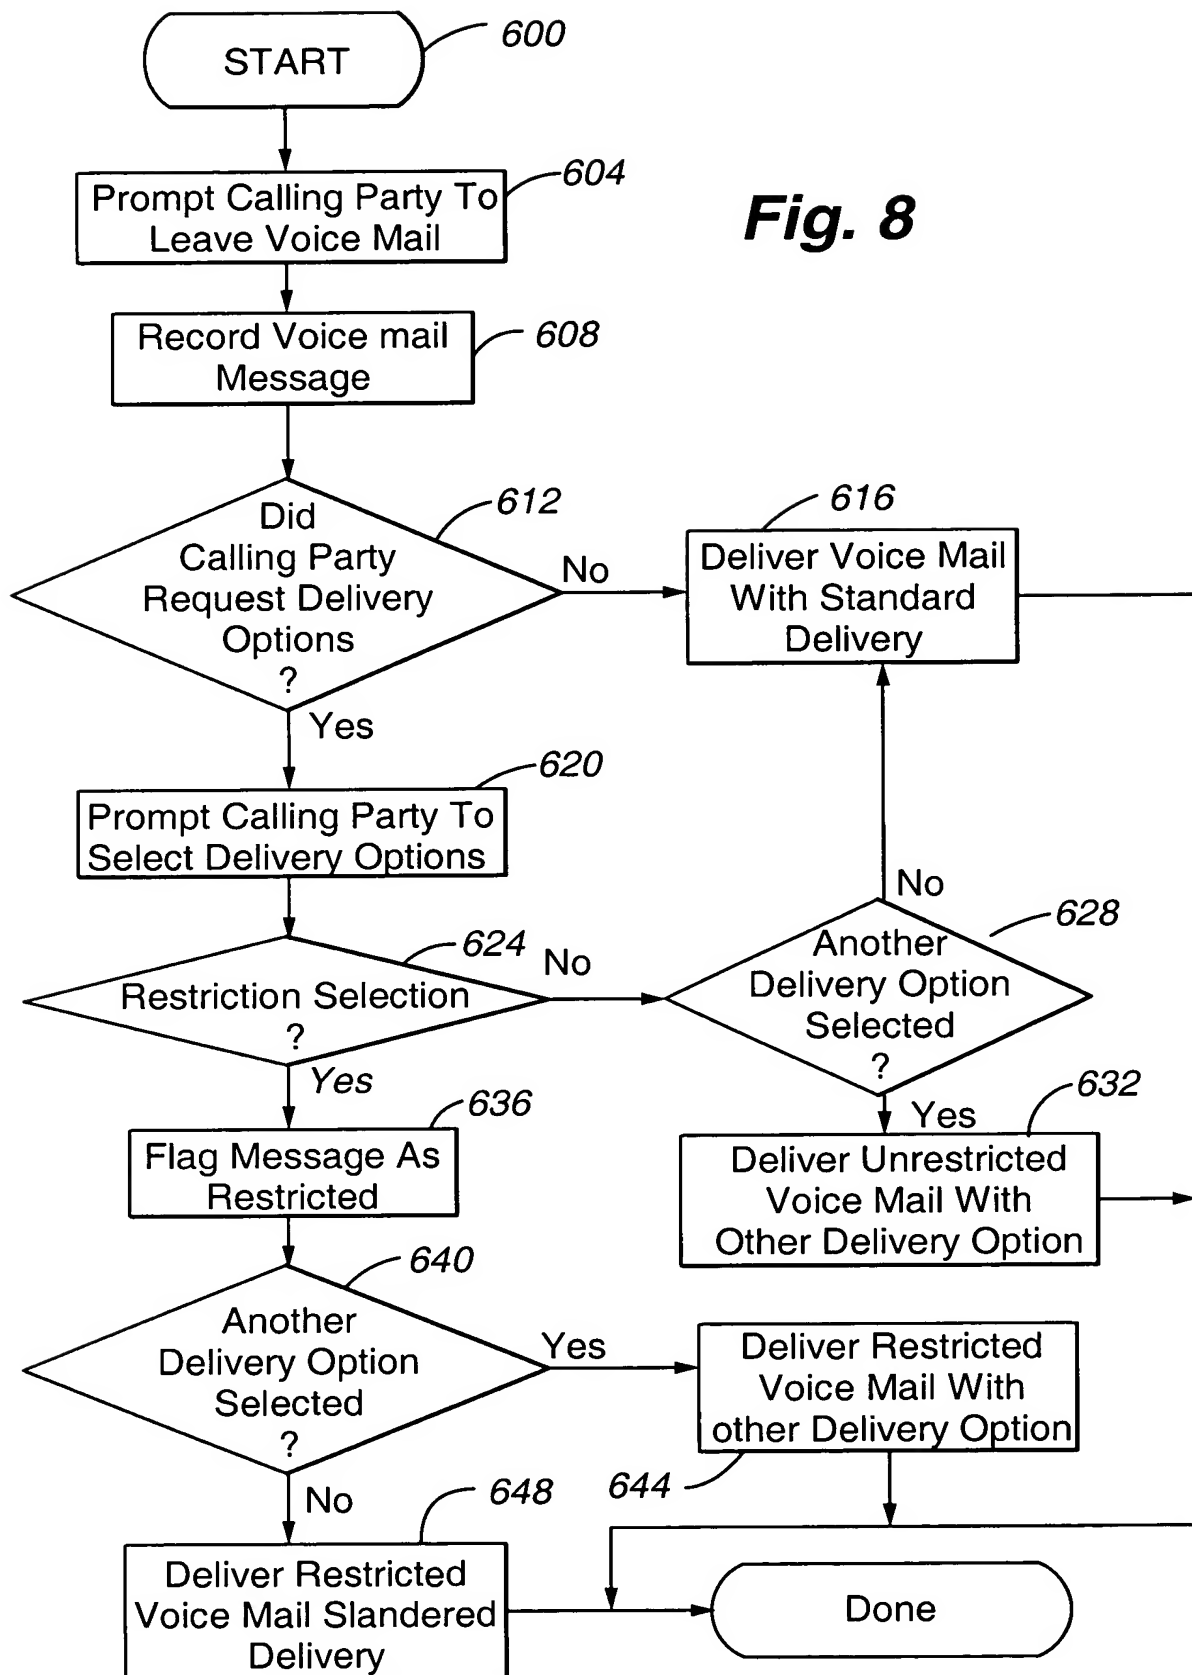 START
600
Prompt Calling Party To
Leave Voice Mail
604
Fig. 8
Record Voice mail
Message
608
Did
Calling Party
Request Delivery
Options
?
612
No
Yes
616
Deliver Voice Mail
With Standard
Delivery
620
Prompt Calling Party To
Select Delivery Options
624
Restriction Selection
?
No
Yes
628
Another
Delivery Option
Selected
?
No
Yes
632
Deliver Unrestricted
Voice Mail With
Other Delivery Option
636
Flag Message As
Restricted
640
Another
Delivery Option
Selected
?
Yes
No
Deliver Restricted
Voice Mail With
other Delivery Option
644
648
Deliver Restricted
Voice Mail Slandered
Delivery
Done